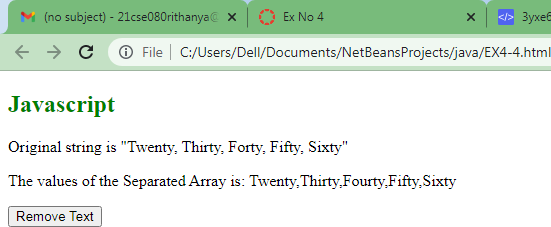 (no subject) - 21cse080rithanya@
Ex No 4
3yxe6
File
C:/Users/Dell/Documents/NetBeansProjects/java/EX4-4.html
Javascript
Original string is "Twenty, Thirty, Forty, Fifty, Sixty"
The values of the Separated Array is: Twenty,Thirty,Fourty,Fifty,Sixty
Remove Text